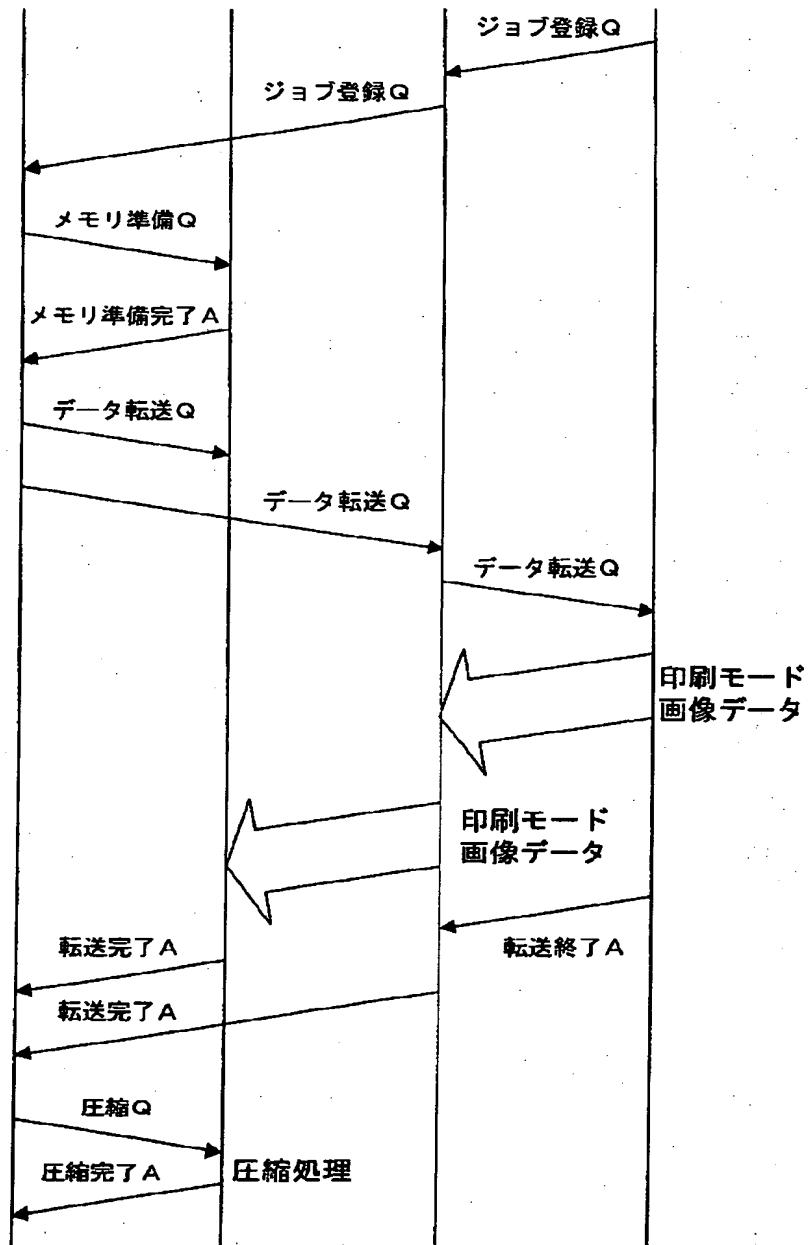 ジョブ登録Q
ジョブ登録Q
メモリ準備Q
メモリ準備完了A
データ転送Q
データ転送Q
データ転送Q
印刷モード
画像データ
印刷モード
画像データ
転送終了A
転送完了A
転送完了A
圧縮Q
圧縮完了A
圧縮処理